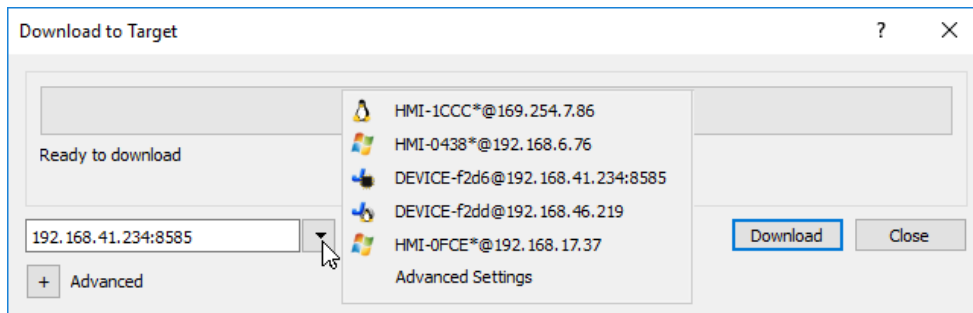 Download to Target
?
HMI-1CCC*@169.254.7.86
HMI-0438*@192.168.6.76
Ready to download
DEVICE-f2d6@192.168.41.234:8585
DEVICE-f2dd@192.168.46.219
192.168.41.234:8585
HMI-0FCE*@192.168.17.37
Download
Close
+ Advanced
Advanced Settings